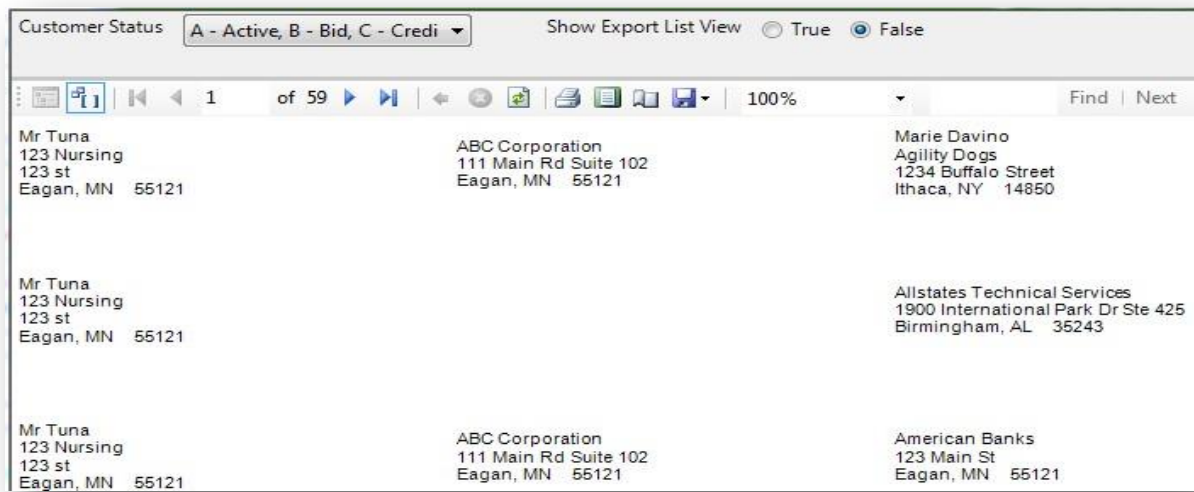 Customer Status A - Active, B - Bid, C - Credi Show Export List View True False
1 of 59 100% Find | Next
Mr Tuna
123 Nursing
123 st
Eagan, MN 55121
ABC Corporation
111 Main Rd Suite 102
Eagan, MN 55121
Marie Davino
Agility Dogs
1234 Buffalo Street
Ithaca, NY 14850
Mr Tuna
123 Nursing
123 st
Eagan, MN 55121
Allstates Technical Services
1900 International Park Dr Ste 425
Birmingham, AL 35243
Mr Tuna
123 Nursing
123 st
Eagan, MN 55121
ABC Corporation
111 Main Rd Suite 102
Eagan, MN 55121
American Banks
123 Main St
Eagan, MN 55121